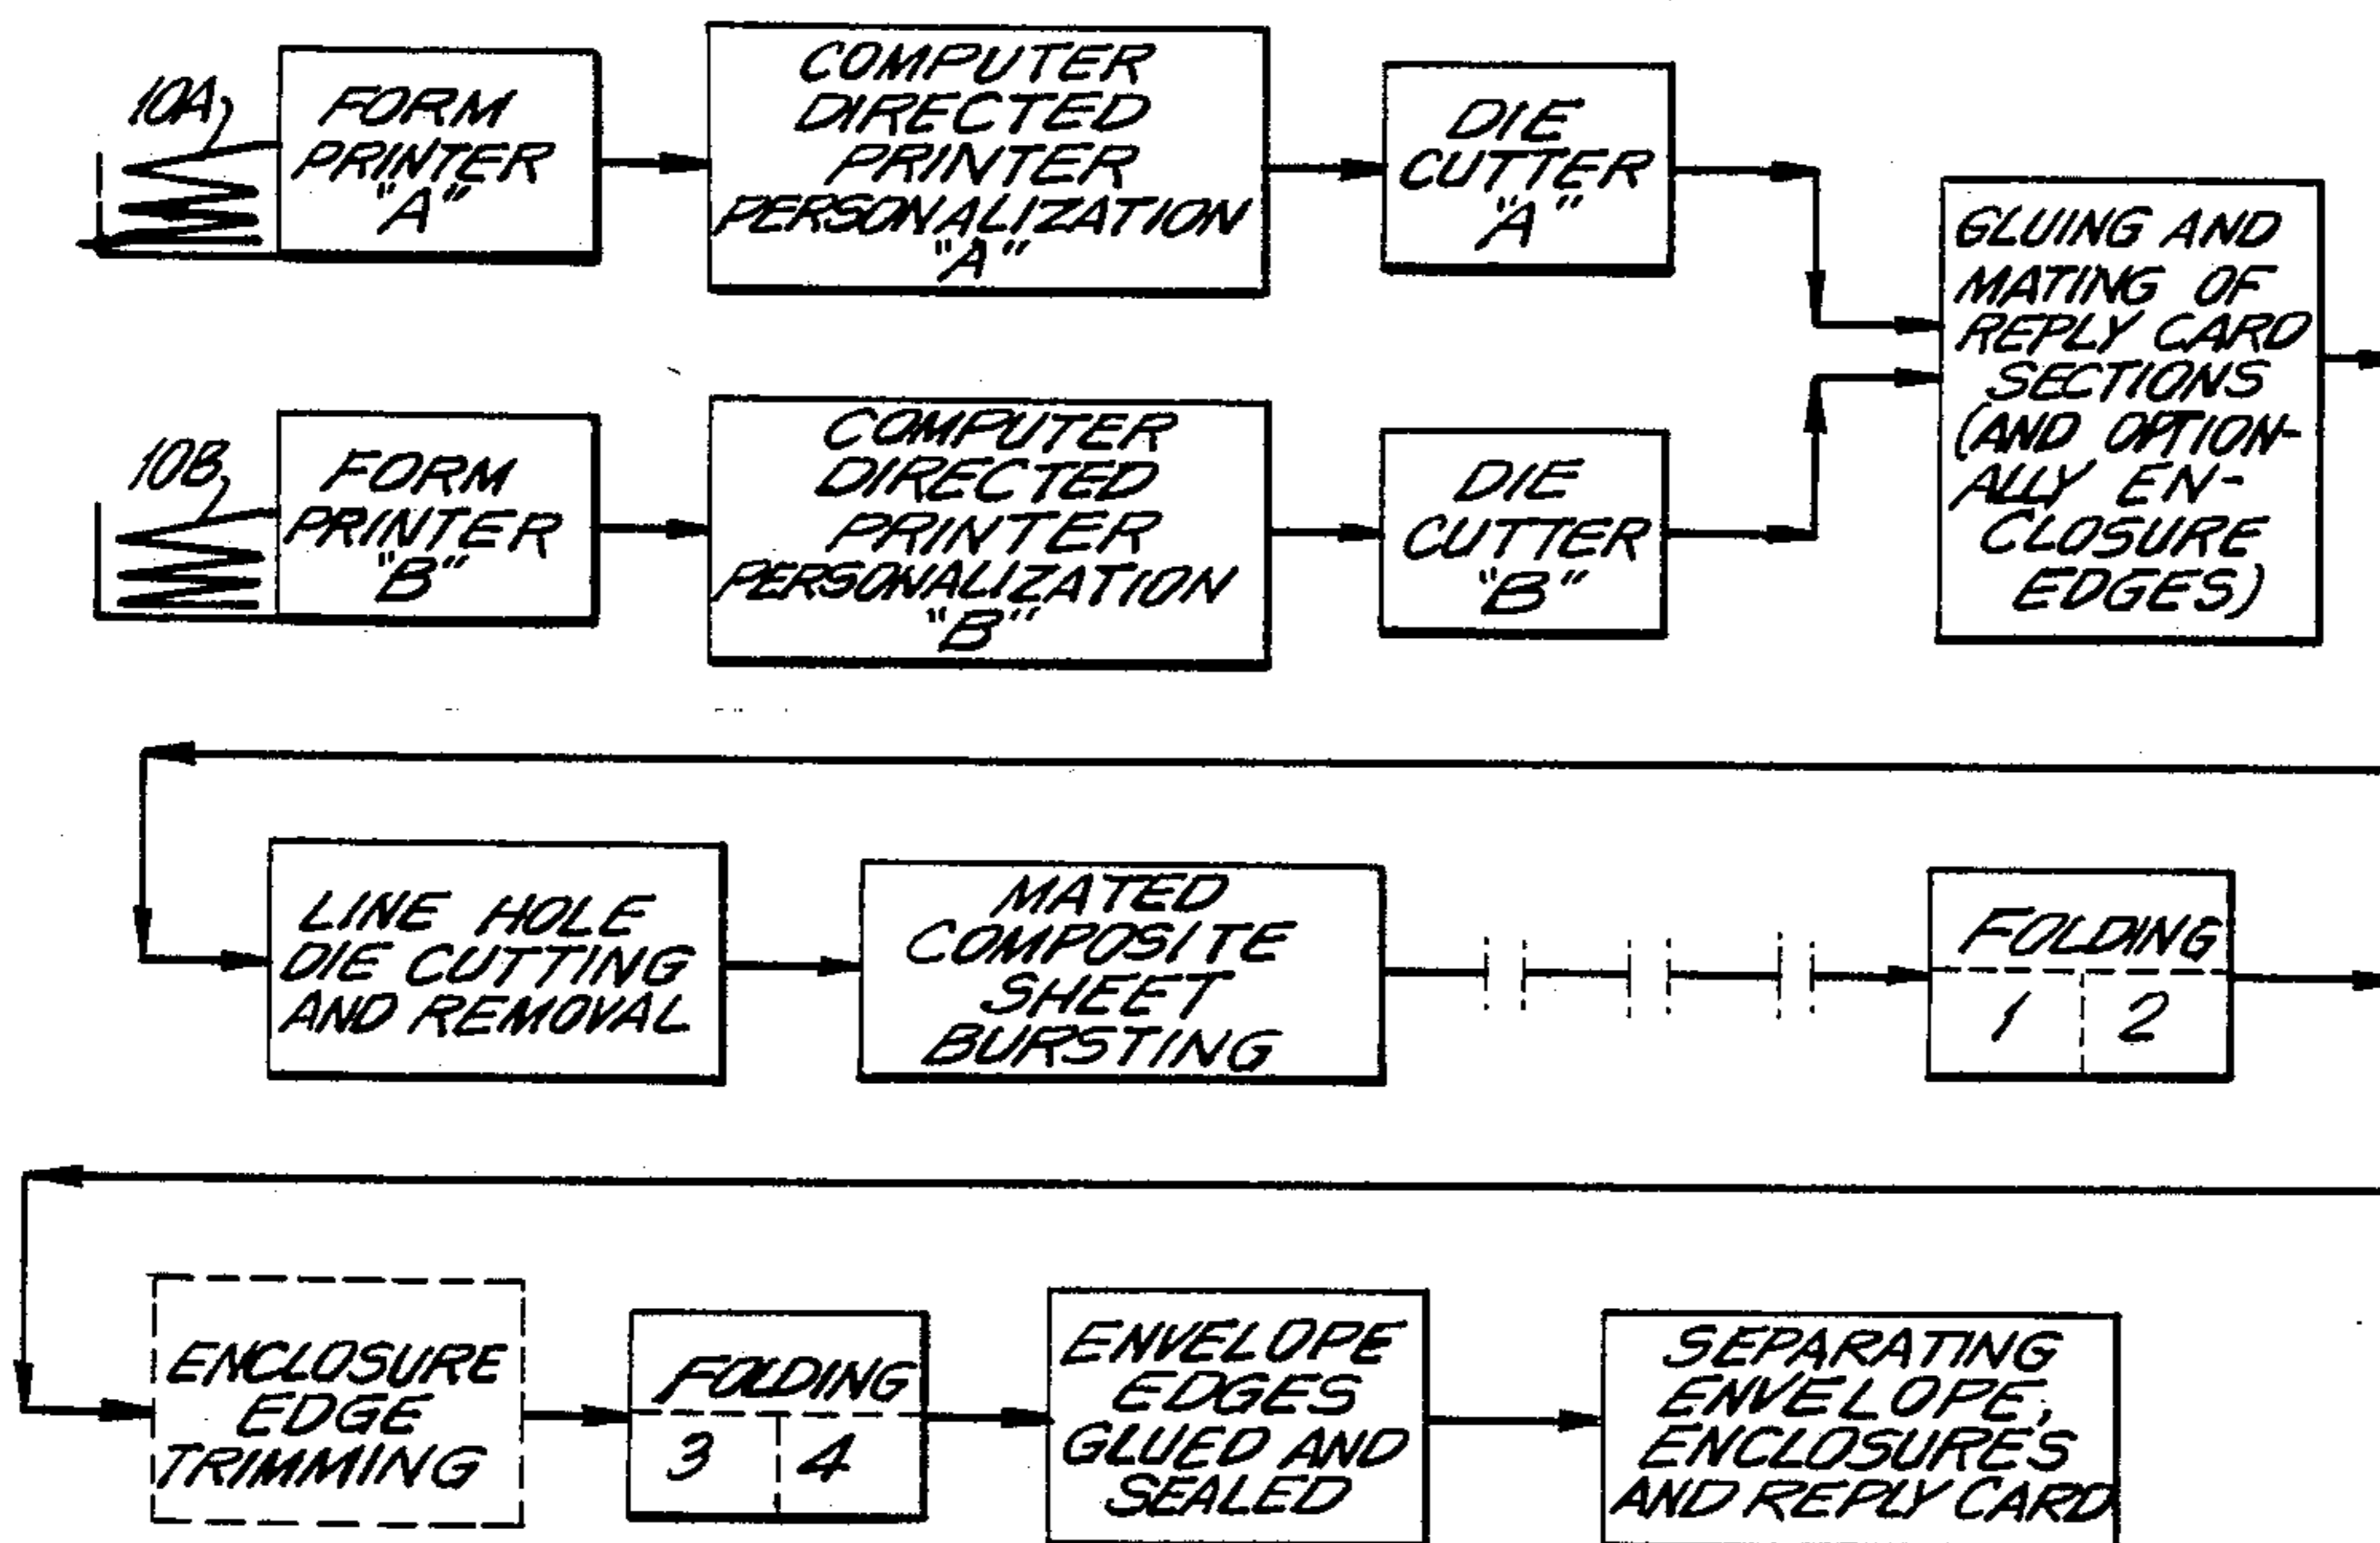 10A
FORM
PRINTER
"A"
COMPUTER
DIRECTED
PRINTER
PERSONALIZATION
"A"
DIE
CUTTER
"A"
GLUING AND
MATING OF
REPLY CARD
SECTIONS
(AND OPTION-
ALLY EN-
CLOSURE
EDGES)
10B
FORM
PRINTER
"B"
COMPUTER
DIRECTED
PRINTER
PERSONALIZATION
"B"
DIE
CUTTER
"B"
LINE HOLE
DIE CUTTING
AND REMOVAL
MATED
COMPOSITE
SHEET
BURSTING
FOLDING
1 2
ENCLOSURE
EDGE
TRIMMING
FOLDING
3 4
ENVELOPE
EDGES
GLUED AND
SEALED
SEPARATING
ENVELOPE,
ENCLOSURES
AND REPLY CARD